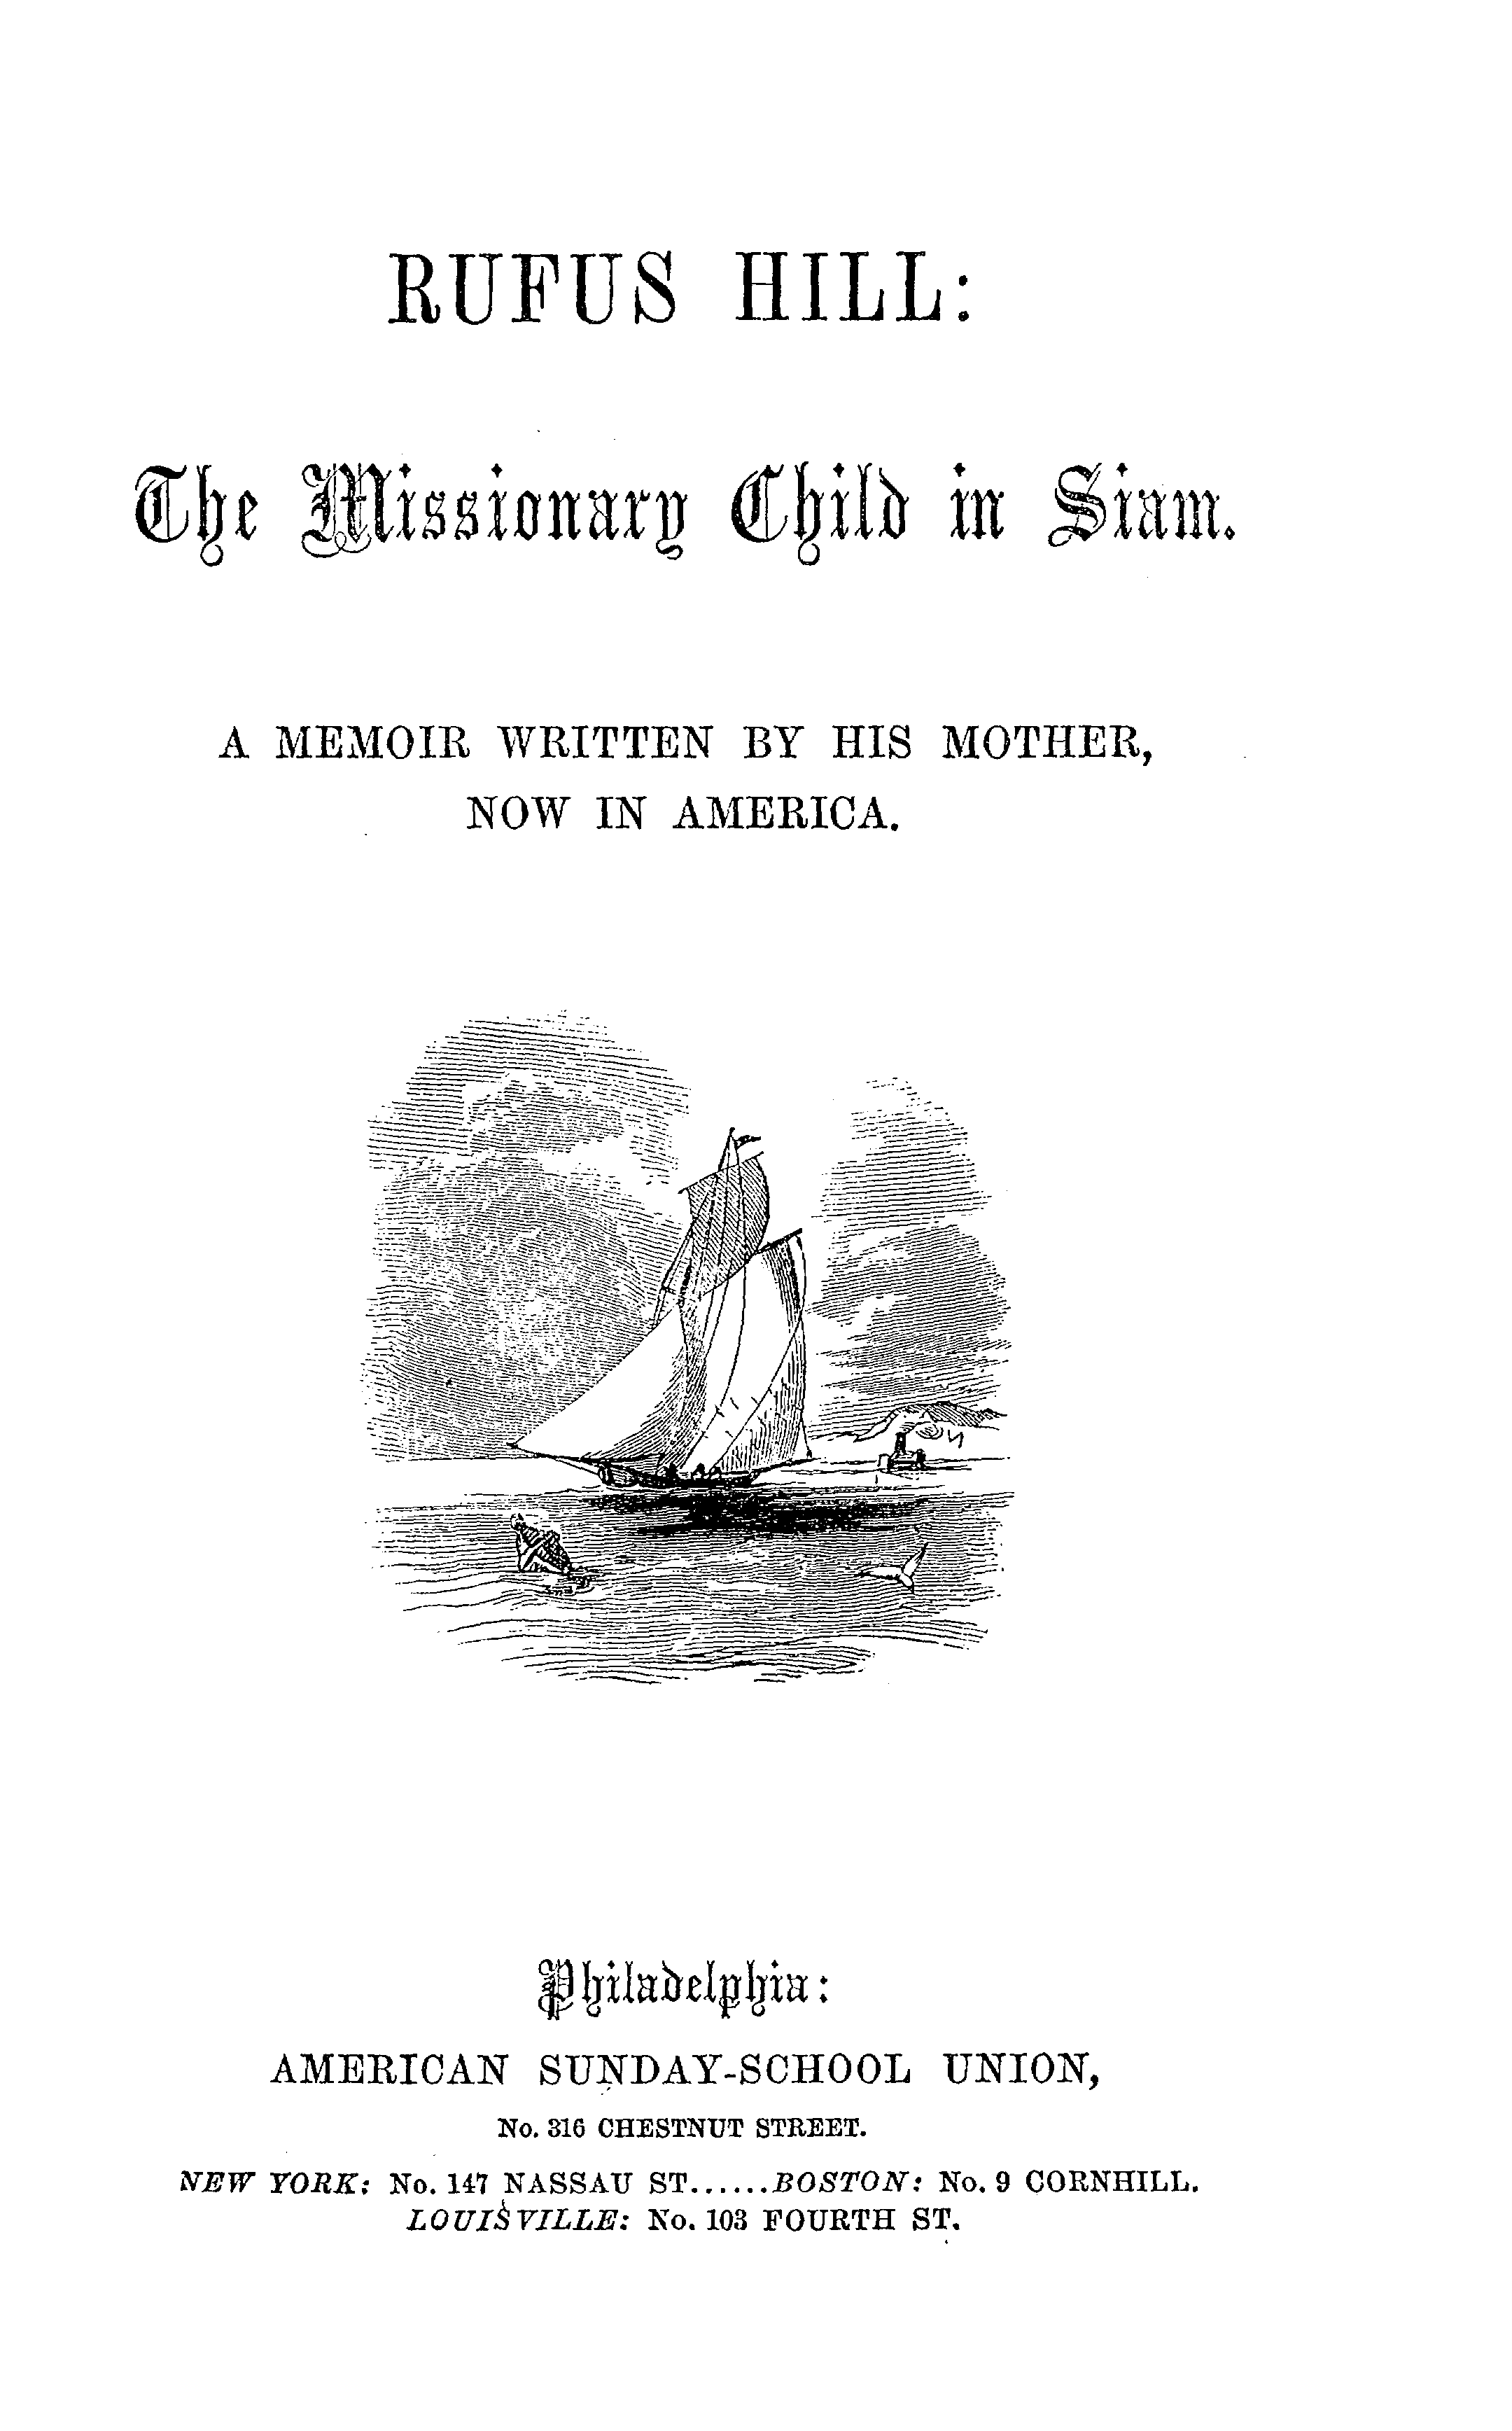 RUFUS HILL:
The Missionary Child in Siam.
A MEMOIR WRITTEN BY HIS MOTHER,
NOW IN AMERICA.
Philadelphia:
AMERICAN SUNDAY-SCHOOL UNION,
No. 316 CHESTNUT STREET.
NEW YORK: No. 147 NASSAU ST......BOSTON: No. 9 CORNHILL.
LOUISVILLE: No. 103 FOURTH ST.